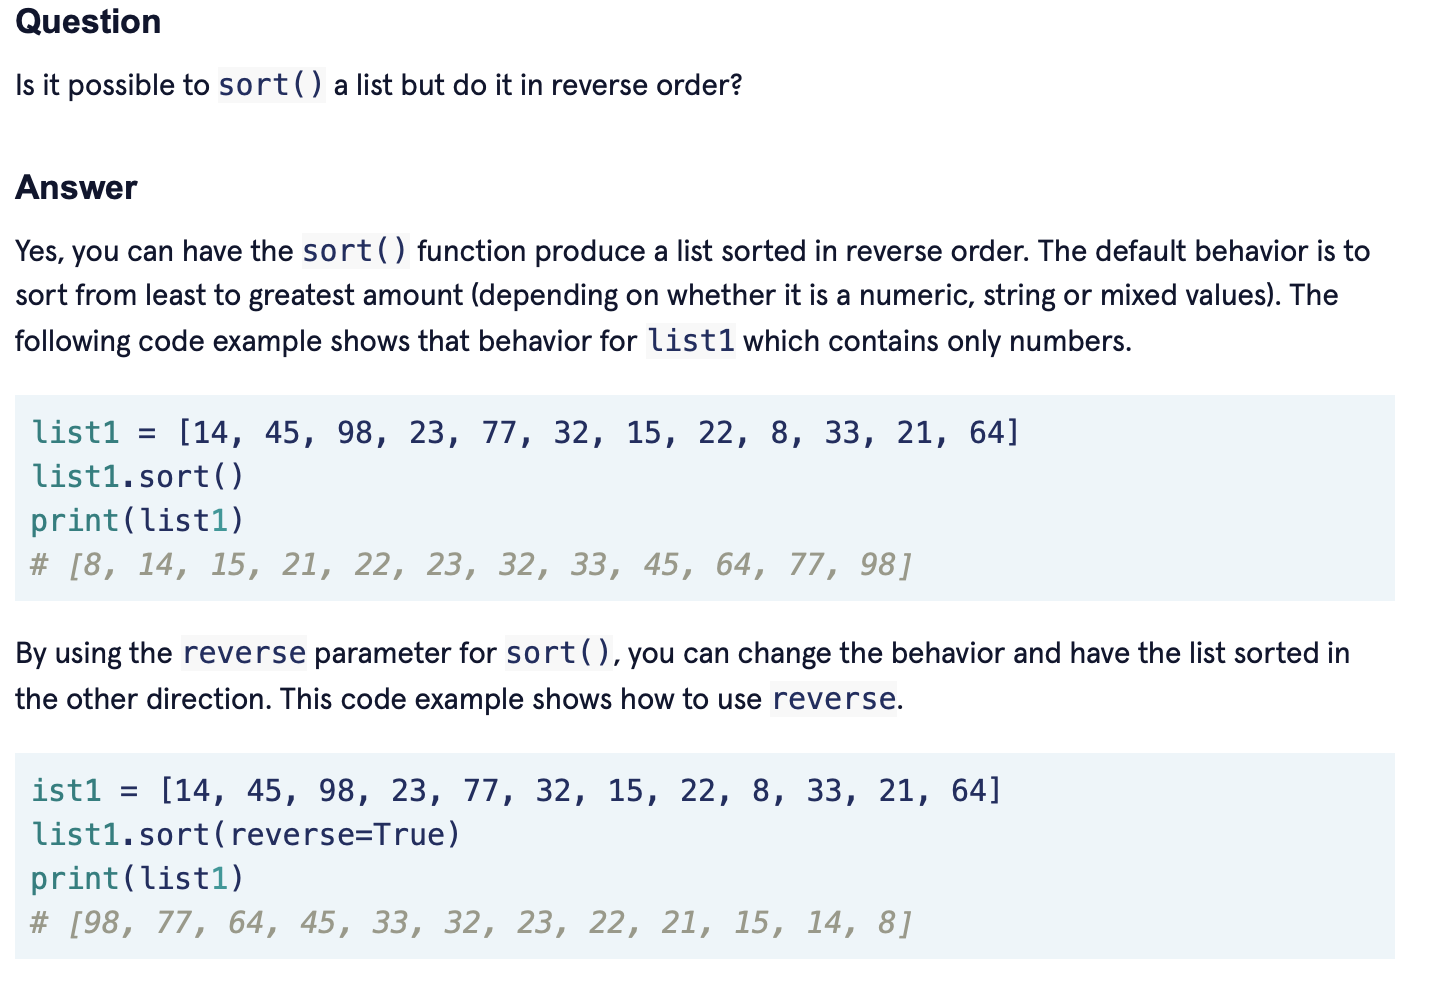 Question
Is it possible to sort() a list but do it in reverse order?
Answer
Yes, you can have the sort() function produce a list sorted in reverse order. The default behavior is to
sort from least to greatest amount (depending on whether it is a numeric, string or mixed values). The
following code example shows that behavior for list1 which contains only numbers.
list1 = [14, 45, 98, 23, 77, 32, 15, 22, 8, 33, 21, 64]
list1.sort()
print(list1)
# [8, 14, 15, 21, 22, 23, 32, 33, 45, 64, 77, 98]
By using the reverse parameter for sort(), you can change the behavior and have the list sorted in
the other direction. This code example shows how to use reverse.
ist1 = [14, 45, 98, 23, 77, 32, 15, 22, 8, 33, 21, 64]
list1.sort(reverse=True)
print(list1)
# [98, 77, 64, 45, 33, 32, 23, 22, 21, 15, 14, 8]